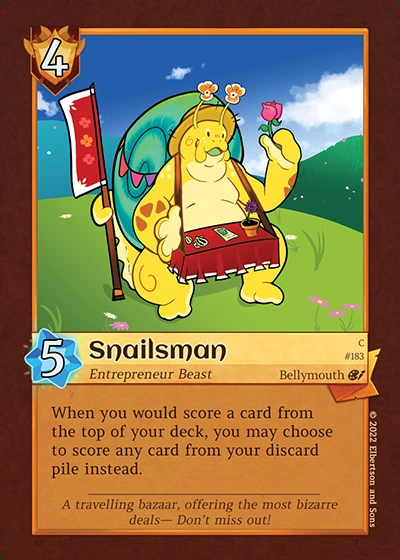 4
5
Snailsman
C
#183
Entrepreneur Beast
Bellymouth
When you would score a card from
the top of your deck, you may choose
to score any card from your discard
pile instead.
A travelling bazaar, offering the most bizarre
deals— Don't miss out!
© 2022 Elbertson and Sons